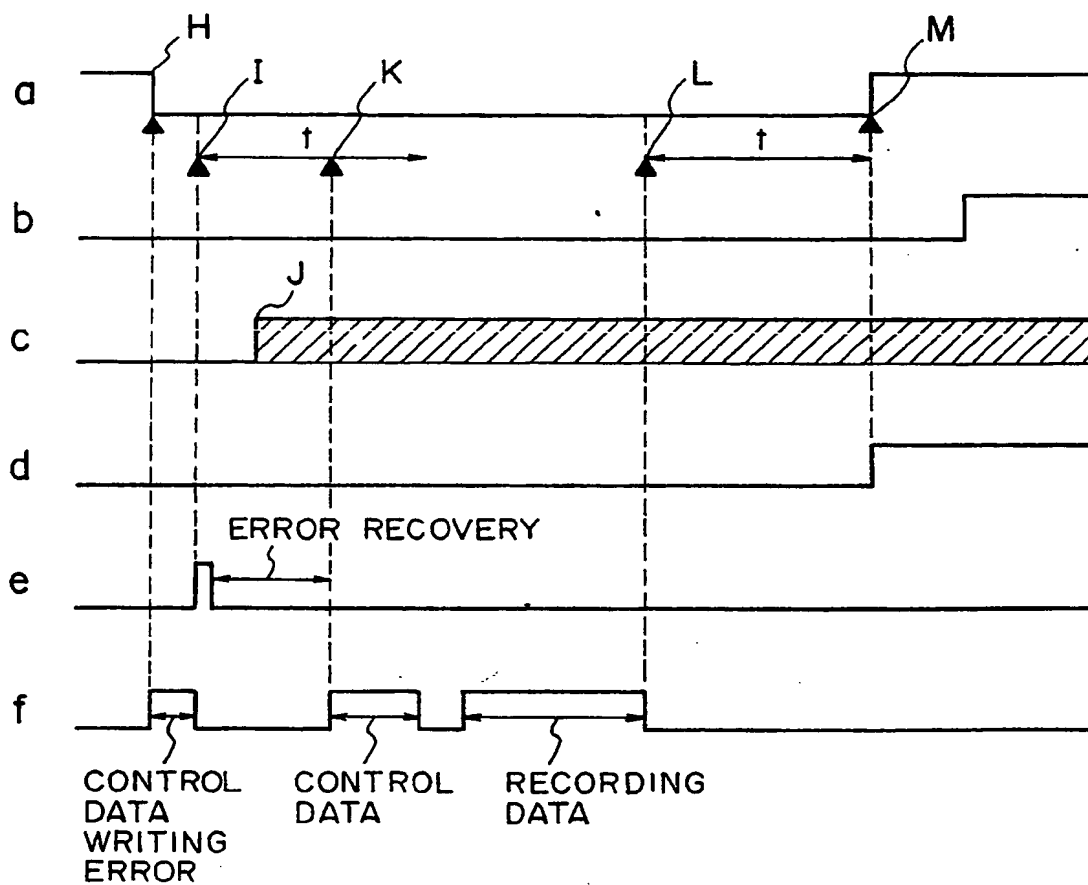 H
M
I
K
L
a
t
t
b
J
c
d
ERROR RECOVERY
e
f
CONTROL
DATA
WRITING
ERROR
CONTROL
DATA
RECORDING
DATA